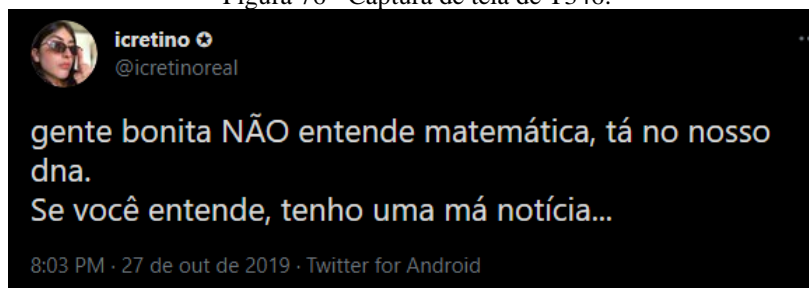 Figura 76 - Captura de tela de T346.
icretino ✪
@icretinoreal
gente bonita NÃO entende matemática, tá no nosso
dna.
Se você entende, tenho uma má notícia...
8:03 PM · 27 de out de 2019 · Twitter for Android